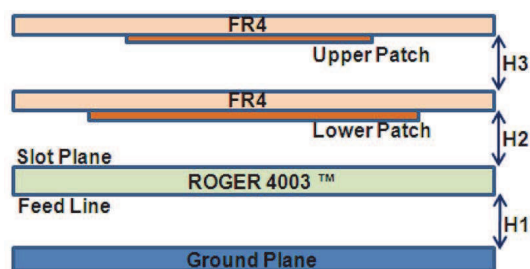 FR4
Upper Patch
H3
FR4
Lower Patch
H2
Slot Plane
ROGER 4003 ™
Feed Line
H1
Ground Plane